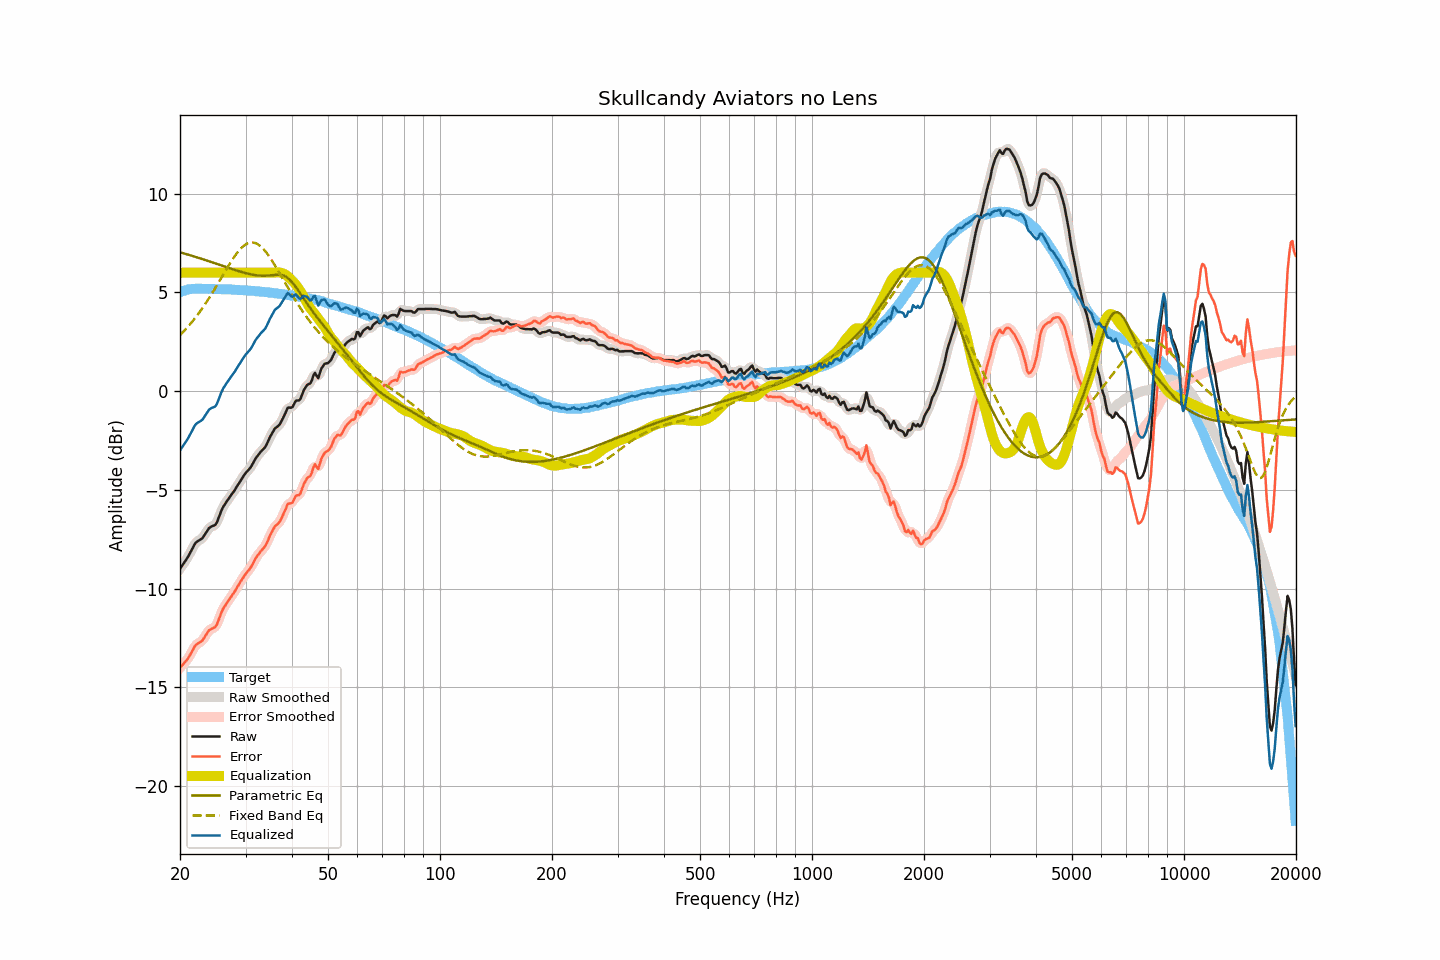 Skullcandy Aviators no Lens
Amplitude (dBr)
10
5
0
−5
−10
−15
−20
Target
Raw Smoothed
Error Smoothed
Raw
Error
Equalization
Parametric Eq
Fixed Band Eq
Equalized
20 50 100 200 500 1000 2000 5000 10000 20000
Frequency (Hz)